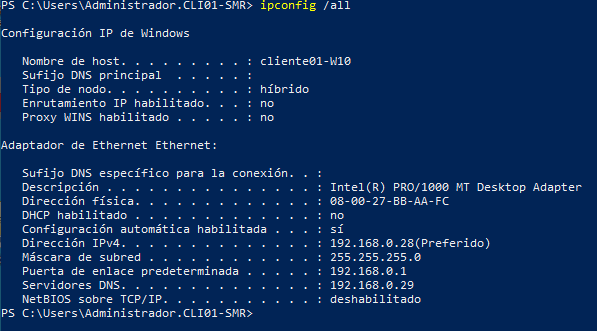 PS C:\Users\Administrador.CLI01-SMR> ipconfig /all
Configuración IP de Windows
Nombre de host. . . . . . . . . : cliente01-W10
Sufijo DNS principal  . . . . . :
Tipo de nodo. . . . . . . . . . : híbrido
Enrutamiento IP habilitado. . . : no
Proxy WINS habilitado . . . . . : no
Adaptador de Ethernet Ethernet:
Sufijo DNS específico para la conexión. . :
Descripción . . . . . . . . . . . . . . . : Intel(R) PRO/1000 MT Desktop Adapter
Dirección física. . . . . . . . . . . . . : 08-00-27-BB-AA-FC
DHCP habilitado . . . . . . . . . . . . . : no
Configuración automática habilitada . . . : sí
Dirección IPv4. . . . . . . . . . . . . . : 192.168.0.28(Preferido)
Máscara de subred . . . . . . . . . . . . : 255.255.255.0
Puerta de enlace predeterminada . . . . . : 192.168.0.1
Servidores DNS. . . . . . . . . . . . . . : 192.168.0.29
NetBIOS sobre TCP/IP. . . . . . . . . . . : deshabilitado
PS C:\Users\Administrador.CLI01-SMR>